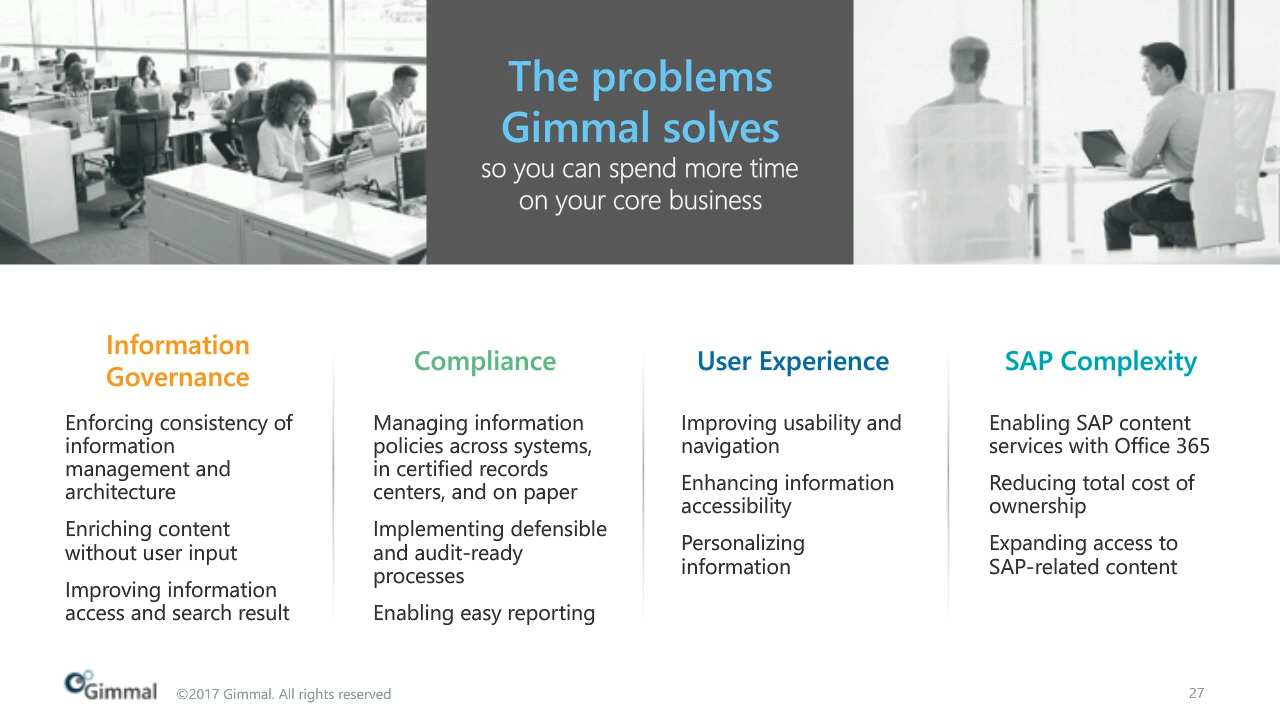 The problems
Gimmal solves
so you can spend more time
on your core business
Information
Governance
Enforcing consistency of
information
management and
architecture
Enriching content
without user input
Improving information
access and search result
Compliance
Managing information
policies across systems,
in certified records
centers, and on paper
Implementing defensible
and audit-ready
processes
Enabling easy reporting
User Experience
Improving usability and
navigation
Enhancing information
accessibility
Personalizing
information
SAP Complexity
Enabling SAP content
services with Office 365
Reducing total cost of
ownership
Expanding access to
SAP-related content
Gimmal
©2017 Gimmal. All rights reserved
27